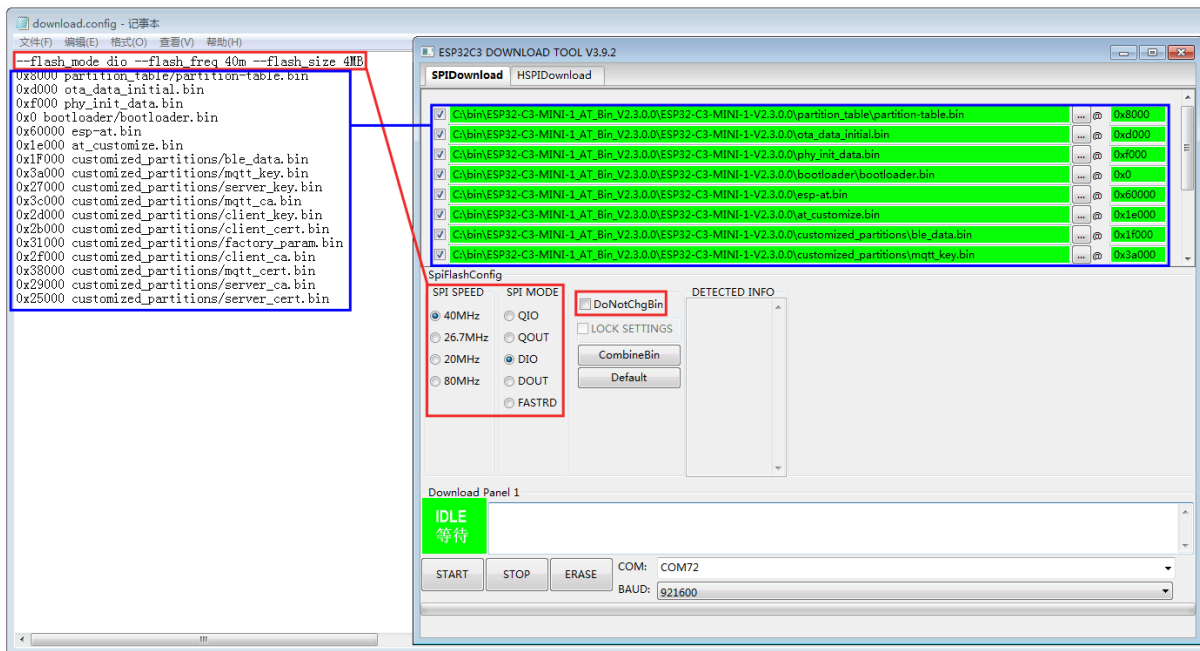 download.config - 记事本
文件(F) 编辑(E) 格式(O) 查看(V) 帮助(H)
--flash_mode dio --flash_freq 40m --flash_size 4MB
0x8000 partition_table/partition-table.bin
0xd000 ota_data_initial.bin
0xf000 phy_init_data.bin
0x0 bootloader/bootloader.bin
0x60000 esp-at.bin
0x1e000 at_customize.bin
0x1F000 customized_partitions/ble_data.bin
0x3a000 customized_partitions/mqtt_key.bin
0x27000 customized_partitions/server_key.bin
0x3c000 customized_partitions/mqtt_ca.bin
0x2d000 customized_partitions/client_key.bin
0x2b000 customized_partitions/client_cert.bin
0x31000 customized_partitions/factory_param.bin
0x2f000 customized_partitions/client_ca.bin
0x38000 customized_partitions/mqtt_cert.bin
0x29000 customized_partitions/server_ca.bin
0x25000 customized_partitions/server_cert.bin
ESP32C3 DOWNLOAD TOOL V3.9.2
SPIDownload HSPIDownload
C:\bin\ESP32-C3-MINI-1_AT_Bin_V2.3.0.0\ESP32-C3-MINI-1-V2.3.0.0\partition_table\partition-table.bin ... @ 0x8000
C:\bin\ESP32-C3-MINI-1_AT_Bin_V2.3.0.0\ESP32-C3-MINI-1-V2.3.0.0\ota_data_initial.bin ... @ 0xd000
C:\bin\ESP32-C3-MINI-1_AT_Bin_V2.3.0.0\ESP32-C3-MINI-1-V2.3.0.0\phy_init_data.bin ... @ 0xf000
C:\bin\ESP32-C3-MINI-1_AT_Bin_V2.3.0.0\ESP32-C3-MINI-1-V2.3.0.0\bootloader\bootloader.bin ... @ 0x0
C:\bin\ESP32-C3-MINI-1_AT_Bin_V2.3.0.0\ESP32-C3-MINI-1-V2.3.0.0\esp-at.bin ... @ 0x60000
C:\bin\ESP32-C3-MINI-1_AT_Bin_V2.3.0.0\ESP32-C3-MINI-1-V2.3.0.0\at_customize.bin ... @ 0x1e000
C:\bin\ESP32-C3-MINI-1_AT_Bin_V2.3.0.0\ESP32-C3-MINI-1-V2.3.0.0\customized_partitions\ble_data.bin ... @ 0x1f000
C:\bin\ESP32-C3-MINI-1_AT_Bin_V2.3.0.0\ESP32-C3-MINI-1-V2.3.0.0\customized_partitions\mqtt_key.bin ... @ 0x3a000
SpiFlashConfig
SPI SPEED SPI MODE DETECTED INFO
DoNotChgBin
40MHz QIO
LOCK SETTINGS
26.7MHz QOUT
20MHz DIO CombineBin
80MHz DOUT Default
FASTRD
Download Panel 1
IDLE
等待
START STOP ERASE
COM: COM72
BAUD: 921600